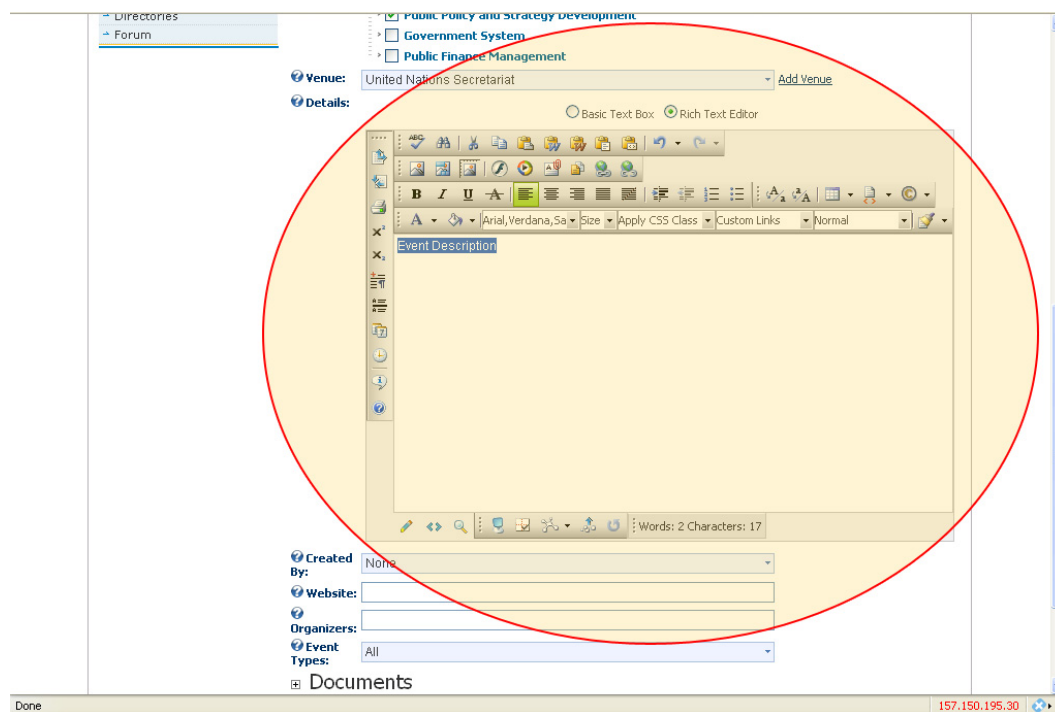 Directories
Public Policy and Strategy Development
Forum
Government System
Public Finance Management
Venue:
United Nations Secretariat
Add Venue
Details:
Basic Text Box
Rich Text Editor
ABC
B I U A
A
Arial,Verdana,Sa
Size
Apply CSS Class
Custom Links
Normal
Event Description
Words: 2 Characters: 17
Created By:
None
Website:
Organizers:
Event Types:
All
Documents
Done
157.150.195.30